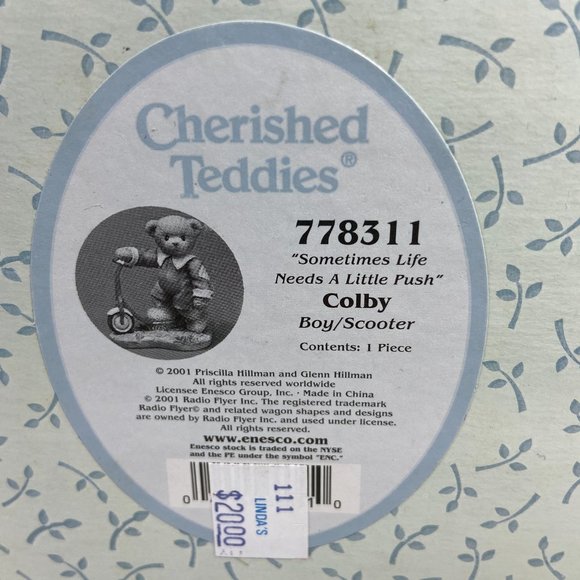 Cherished
Teddies®
778311
"Sometimes Life
Needs A Little Push"
Colby
Boy/Scooter
Contents: 1 Piece
© 2001 Priscilla Hillman and Glenn Hillman
All rights reserved worldwide
Licensee Enesco Group, Inc. · Made in China
© 2001 Radio Flyer Inc. The registered trademark
Radio Flyer© and related wagon shapes and designs
are owned by Radio Flyer Inc. and used under license.
All rights reserved.
www.enesco.com
Enesco stock is traded on the NYSE
and the PE under the symbol "ENC."
0
1 0
111
LINDA'S
$20.00